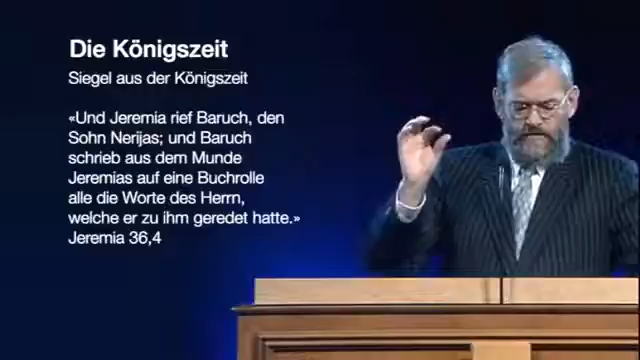 Die Königszeit
Siegel aus der Königszeit
«Und Jeremia rief Baruch, den
Sohn Nerijas; und Baruch
schrieb aus dem Munde
Jeremias auf eine Buchrolle
alle die Worte des Herrn,
welche er zu ihm geredet hatte.»
Jeremia 36,4